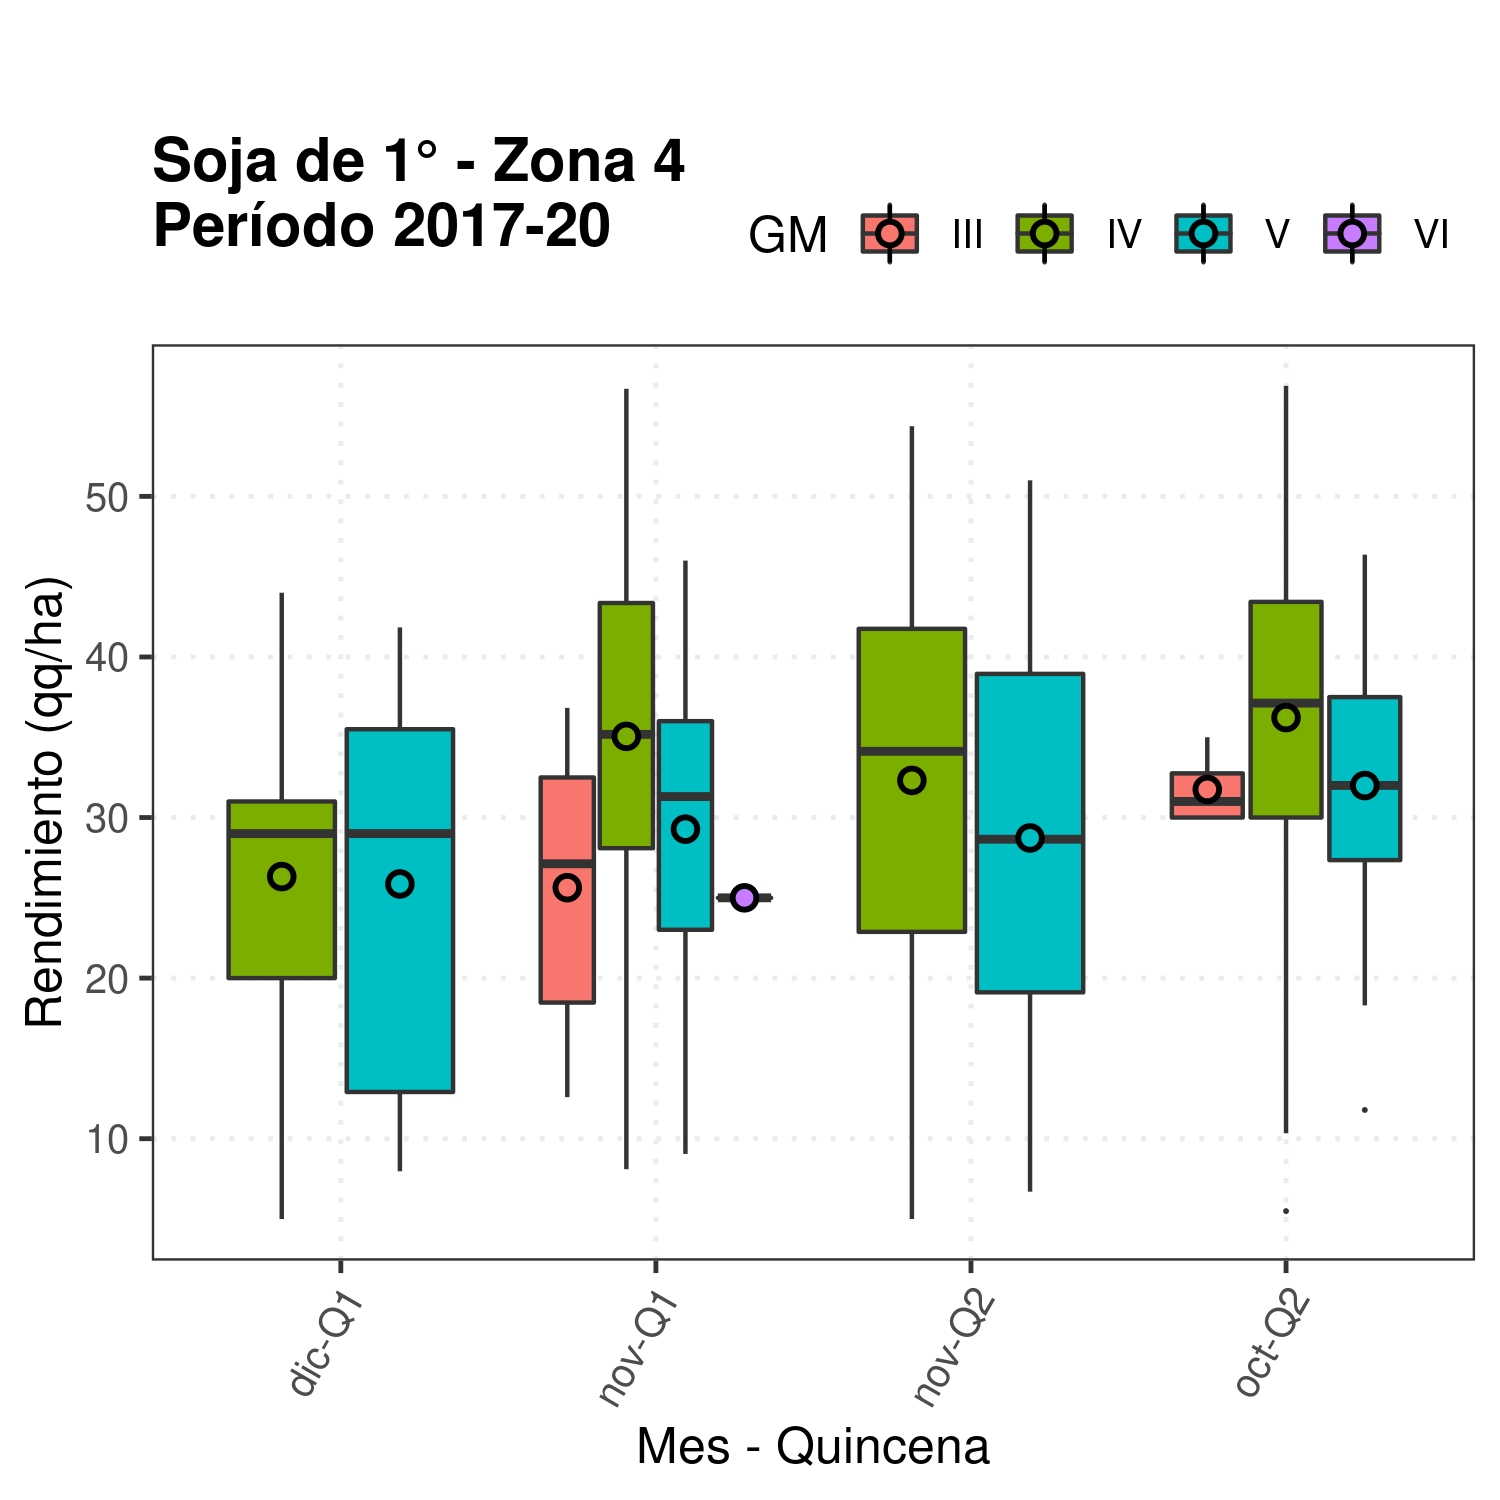 Soja de 1° - Zona 4
Período 2017-20
GM III IV V VI
Rendimiento (qq/ha)
50
40
30
20
10
dic-Q1
nov-Q1
nov-Q2
oct-Q2
Mes - Quincena